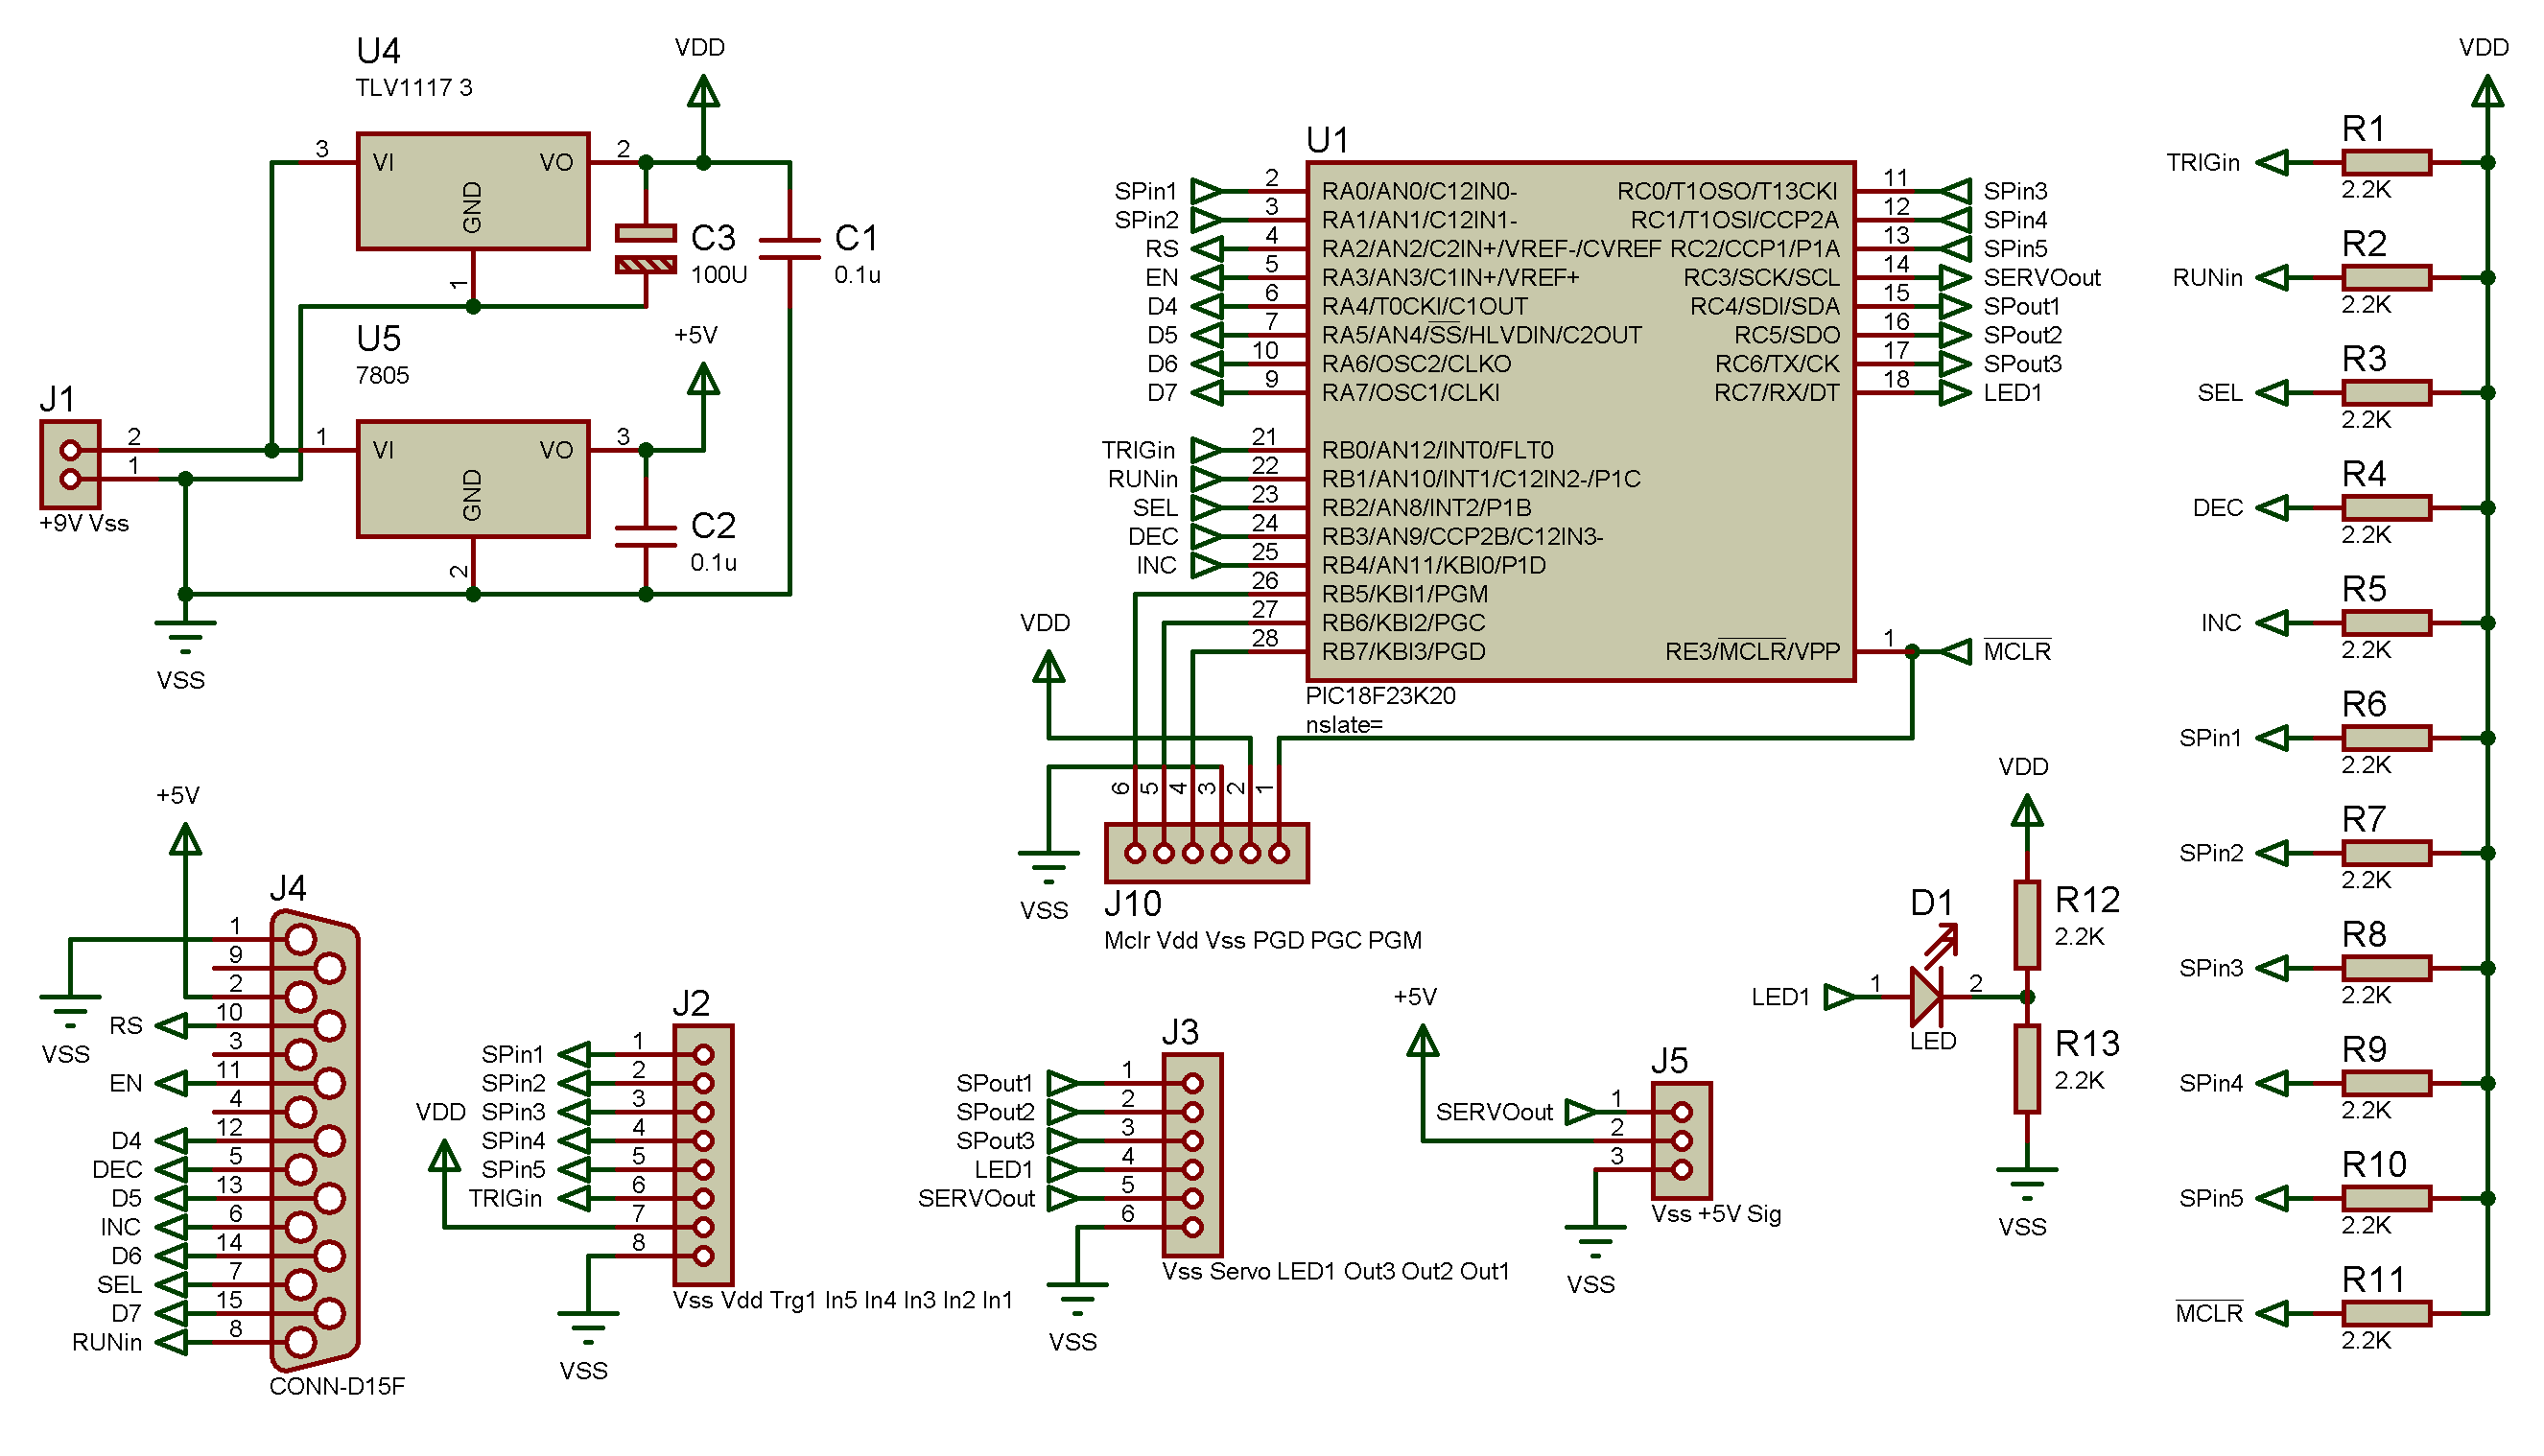 U4
TLV1117 3
VDD
3
VI
VO
2
GND
1
C3
100U
C1
0.1u
U5
7805
+5V
J1
2
1
+9V Vss
1
VI
VO
3
GND
2
C2
0.1u
VSS
U1
SPin1 2 RA0/AN0/C12IN0- RC0/T1OSO/T13CKI 11 SPin3
SPin2 3 RA1/AN1/C12IN1- RC1/T1OSI/CCP2A 12 SPin4
RS 4 RA2/AN2/C2IN+/VREF-/CVREF RC2/CCP1/P1A 13 SPin5
EN 5 RA3/AN3/C1IN+/VREF+ RC3/SCK/SCL 14 SERVOout
D4 6 RA4/T0CKI/C1OUT RC4/SDI/SDA 15 SPout1
D5 7 RA5/AN4/SS/HLVDIN/C2OUT RC5/SDO 16 SPout2
D6 10 RA6/OSC2/CLKO RC6/TX/CK 17 SPout3
D7 9 RA7/OSC1/CLKI RC7/RX/DT 18 LED1
TRIGin 21 RB0/AN12/INT0/FLT0
RUNin 22 RB1/AN10/INT1/C12IN2-/P1C
SEL 23 RB2/AN8/INT2/P1B
DEC 24 RB3/AN9/CCP2B/C12IN3-
INC 25 RB4/AN11/KBI0/P1D
26 RB5/KBI1/PGM
27 RB6/KBI2/PGC
28 RB7/KBI3/PGD RE3/MCLR/VPP 1 MCLR
PIC18F23K20
nslate=
VDD
VSS
6 5 4 3 2 1
J10
Mclr Vdd Vss PGD PGC PGM
VDD
TRIGin R1 2.2K
RUNin R2 2.2K
SEL R3 2.2K
DEC R4 2.2K
INC R5 2.2K
SPin1 R6 2.2K
SPin2 R7 2.2K
SPin3 R8 2.2K
SPin4 R9 2.2K
SPin5 R10 2.2K
MCLR R11 2.2K
+5V
J4
VSS
1
9
2
RS 10
3
EN 11
4
D4 12
DEC 5
D5 13
INC 6
D6 14
SEL 7
D7 15
RUNin 8
CONN-D15F
J2
VDD
SPin1 1
SPin2 2
SPin3 3
SPin4 4
SPin5 5
TRIGin 6
7
8
VSS
Vss Vdd Trg1 In5 In4 In3 In2 In1
J3
SPout1 1
SPout2 2
SPout3 3
LED1 4
SERVOout 5
6
VSS
Vss Servo LED1 Out3 Out2 Out1
+5V
J5
SERVOout 1
2
3
VSS
Vss +5V Sig
VDD
D1
LED1 1 2
LED
R12
2.2K
R13
2.2K
VSS